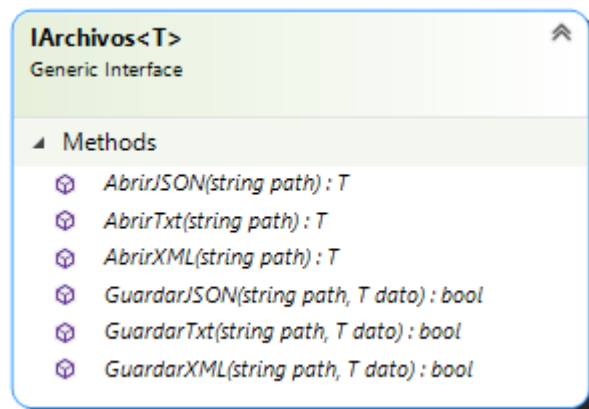 IArchivos<T>
Generic Interface
Methods
AbrirJSON(string path) : T
AbrirTxt(string path) : T
AbrirXML(string path) : T
GuardarJSON(string path, T dato) : bool
GuardarTxt(string path, T dato) : bool
GuardarXML(string path, T dato) : bool